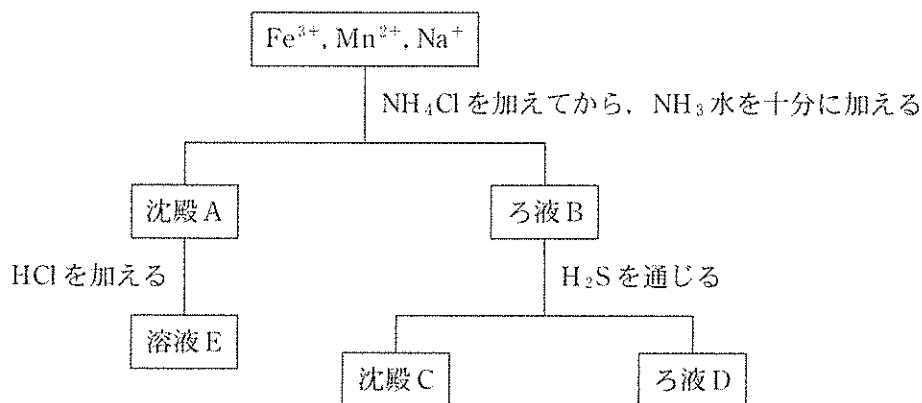 Fe³⁺, Mn²⁺, Na⁺
NH₄Clを加えてから，NH₃水を十分に加える
沈殿A
ろ液B
HClを加える
H₂Sを通じる
溶液E
沈殿C
ろ液D